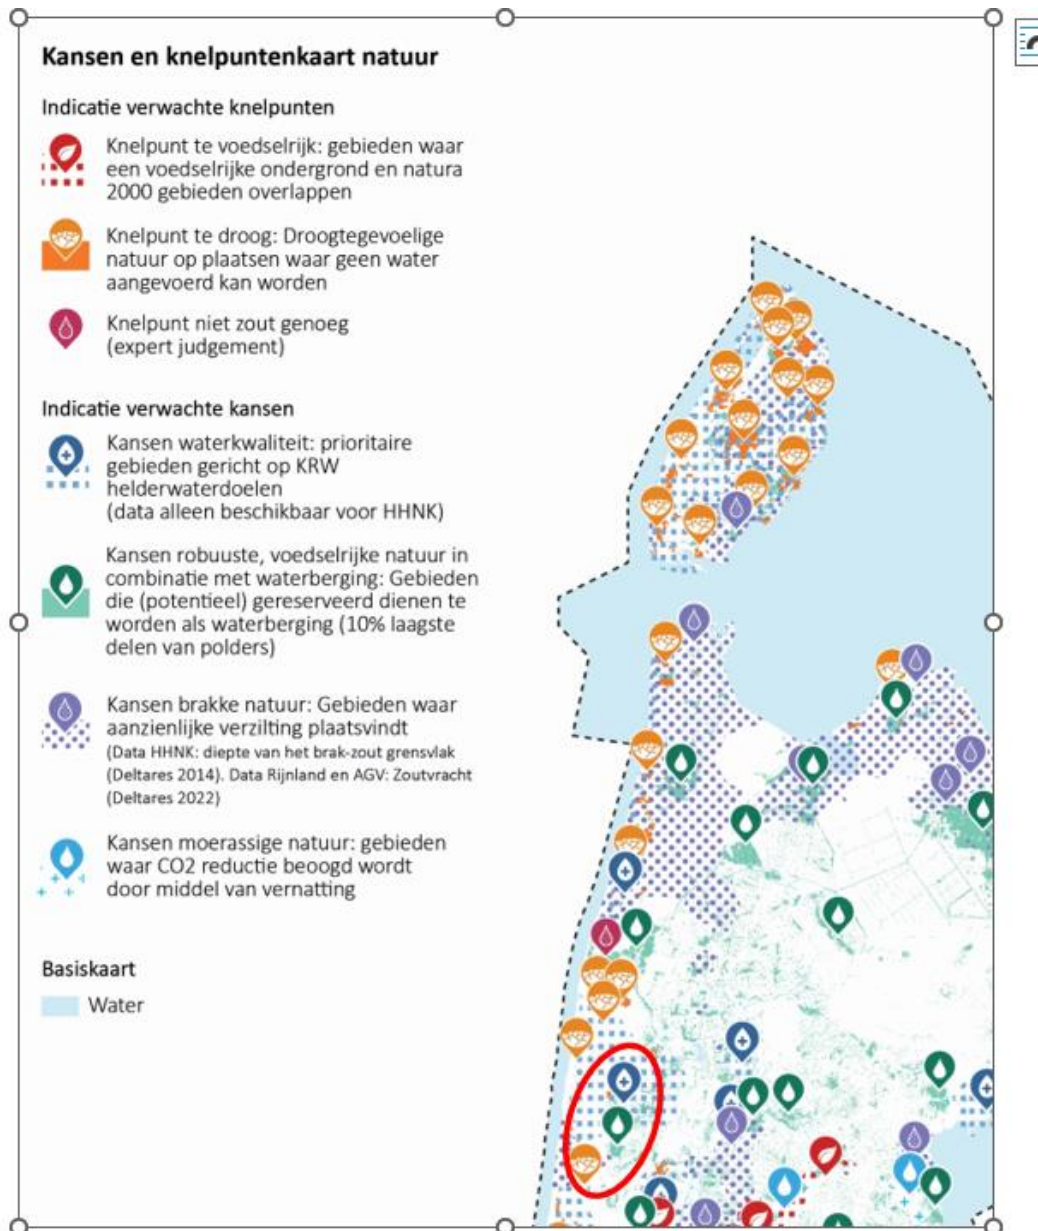 Kansen en knelpuntenkaart natuur
Indicatie verwachte knelpunten
Knelpunt te voedselrijk: gebieden waar
een voedselrijke ondergrond en natura
2000 gebieden overlappen
Knelpunt te droog: Droogtegevoelige
natuur op plaatsen waar geen water
aangevoerd kan worden
Knelpunt niet zout genoeg
(expert judgement)
Indicatie verwachte kansen
Kansen waterkwaliteit: prioritaire
gebieden gericht op KRW
helderwaterdoelen
(data alleen beschikbaar voor HHNK)
Kansen robuuste, voedselrijke natuur in
combinatie met waterberging: Gebieden
die (potentieel) gereserveerd dienen te
worden als waterberging (10% laagste
delen van polders)
Kansen brakke natuur: Gebieden waar
aanzienlijke verzilting plaatsvindt
(Data HHNK: diepte van het brak-zout grensvlak
(Deltares 2014). Data Rijnland en AGV: Zoutvracht
(Deltares 2022)
Kansen moerassige natuur: gebieden
waar CO2 reductie beoogd wordt
door middel van vernatting
Basiskaart
Water